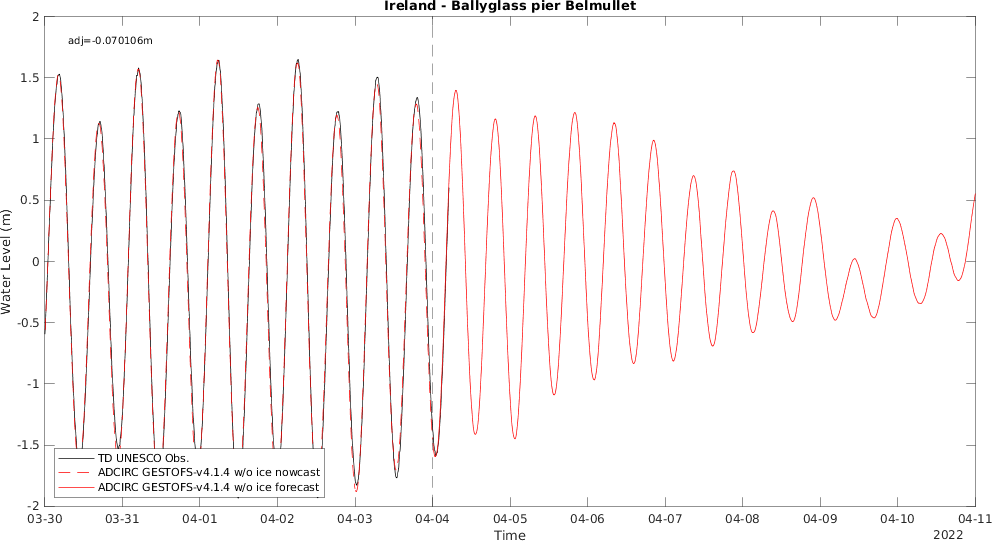 Ireland - Ballyglass pier Belmullet
adj=-0.070106m
2
1.5
1
0.5
0
-0.5
-1
-1.5
-2
Water Level (m)
TD UNESCO Obs.
ADCIRC GESTOFS-v4.1.4 w/o ice nowcast
ADCIRC GESTOFS-v4.1.4 w/o ice forecast
03-30 03-31 04-01 04-02 04-03 04-04 04-05 04-06 04-07 04-08 04-09 04-10 04-11
Time
2022